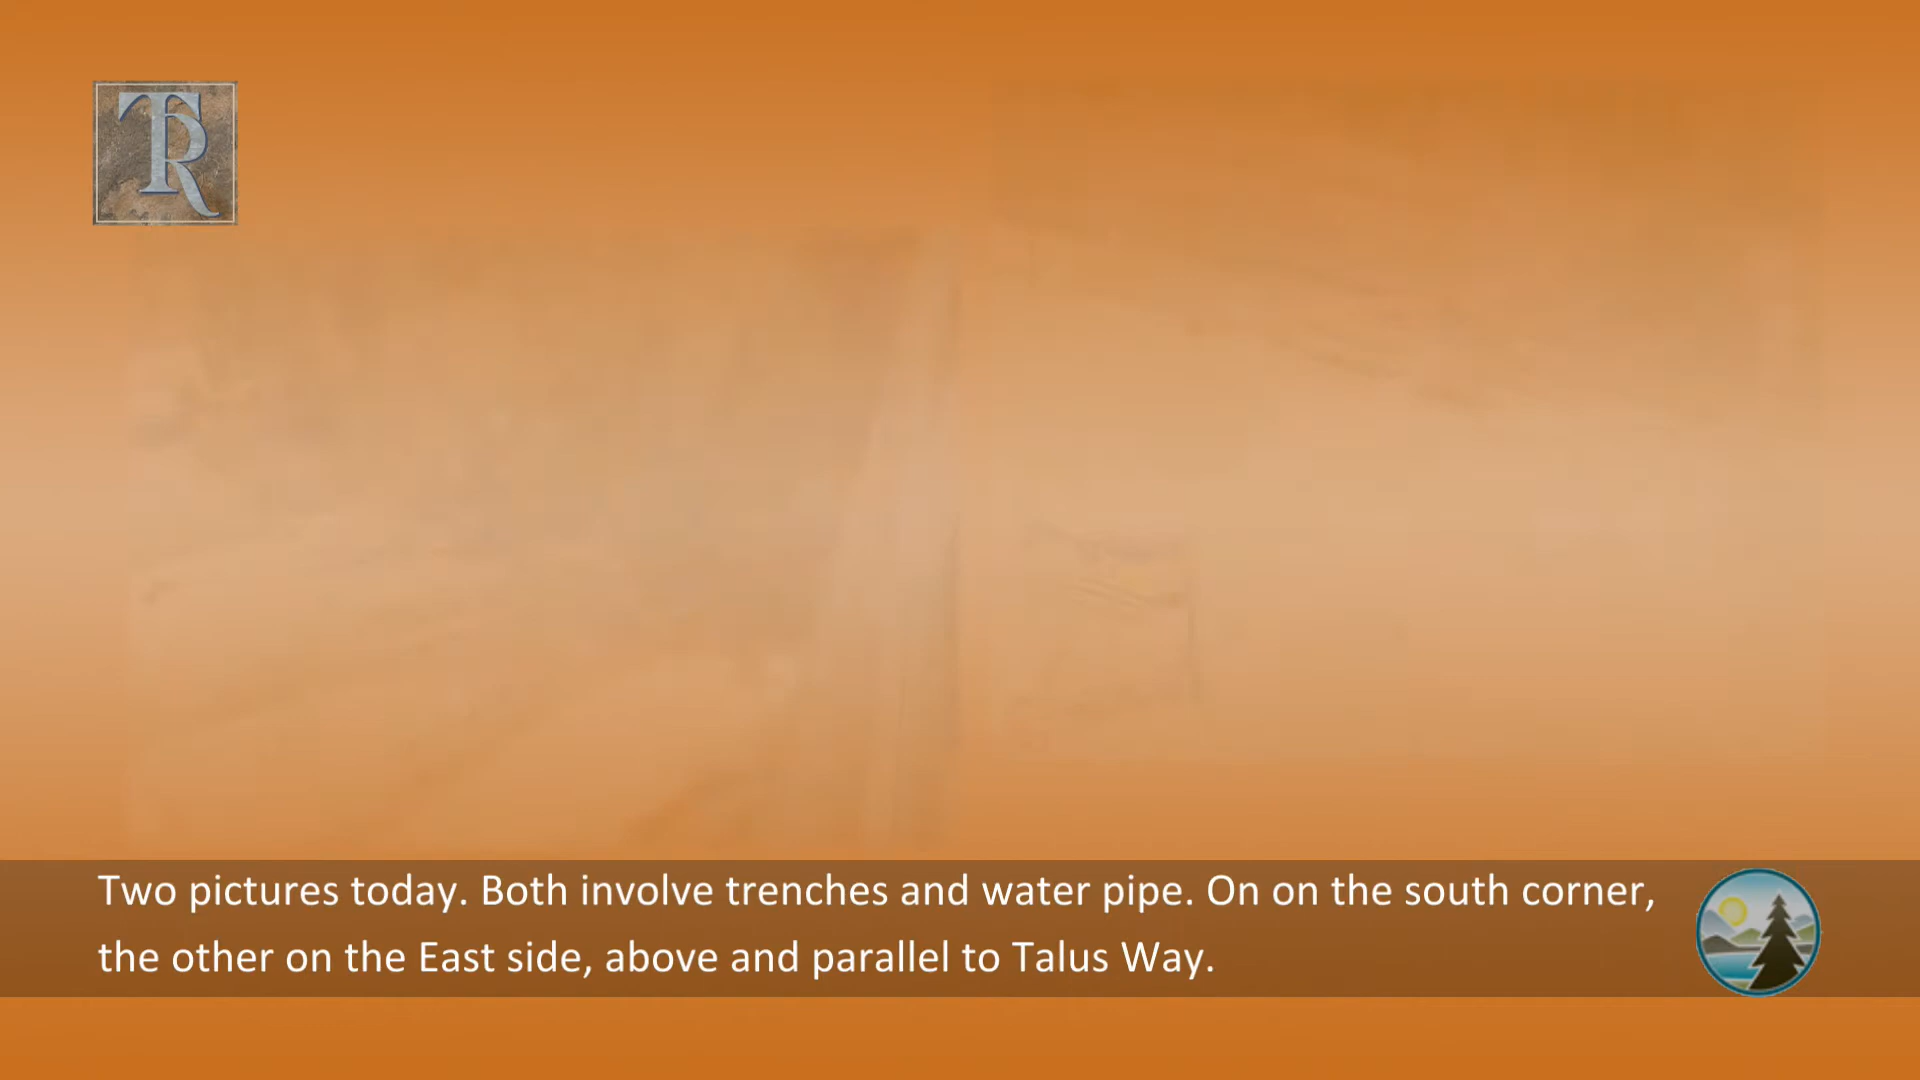 TR
Two pictures today. Both involve trenches and water pipe. On on the south corner,
the other on the East side, above and parallel to Talus Way.